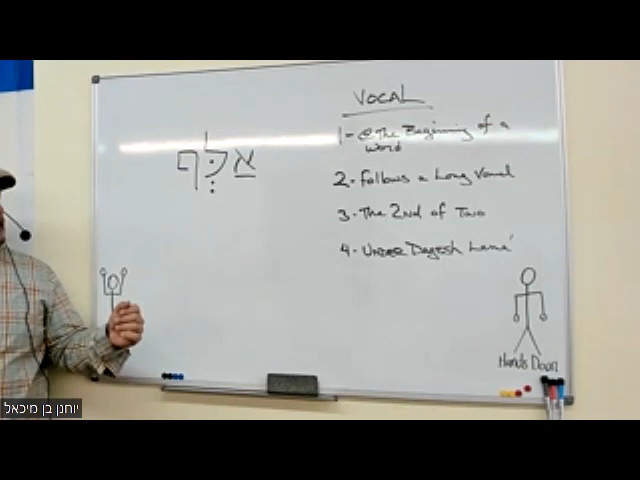 VOCAL
1 - @ The Beginning of a
word
אַלְּף
2 - Follows a Long Vowel
3 - The 2nd of Two
4 - UNDER Dagesh Lene'
Hands Down
יוחנן בן מיכאל